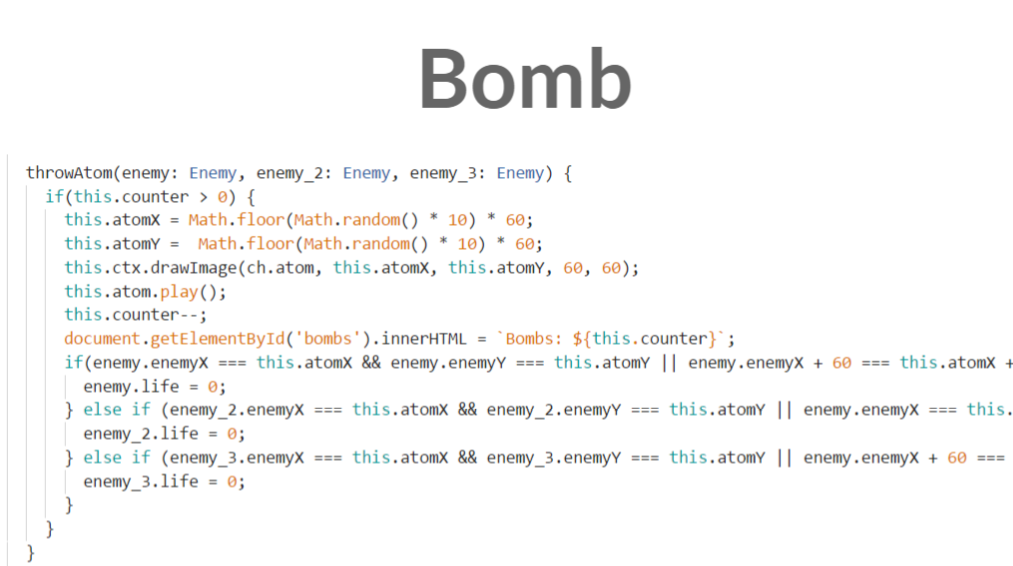 Bomb
throwAtom(enemy: Enemy, enemy_2: Enemy, enemy_3: Enemy) {
if(this.counter > 0) {
this.atomX = Math.floor(Math.random() * 10) * 60;
this.atomY =  Math.floor(Math.random() * 10) * 60;
this.ctx.drawImage(ch.atom, this.atomX, this.atomY, 60, 60);
this.atom.play();
this.counter--;
document.getElementById('bombs').innerHTML = `Bombs: ${this.counter}`;
if(enemy.enemyX === this.atomX && enemy.enemyY === this.atomY || enemy.enemyX + 60 === this.atomX +
enemy.life = 0;
} else if (enemy_2.enemyX === this.atomX && enemy_2.enemyY === this.atomY || enemy.enemyX === this.
enemy_2.life = 0;
} else if (enemy_3.enemyX === this.atomX && enemy_3.enemyY === this.atomY || enemy.enemyX + 60 ===
enemy_3.life = 0;
}
}
}